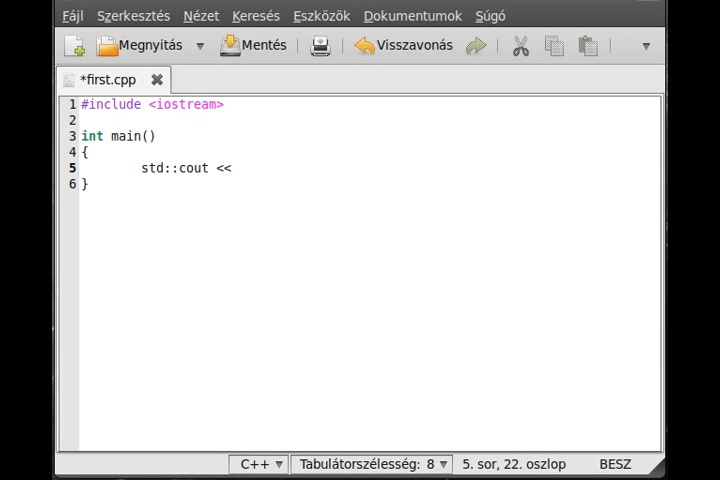 Fájl Szerkesztés Nézet Keresés Eszközök Dokumentumok Súgó
Megnyitás Mentés Visszavonás
*first.cpp
1 #include <iostream>
2
3 int main()
4 {
5 std::cout <<
6 }
C++ Tabulátorszélesség: 8 5. sor, 22. oszlop BESZ